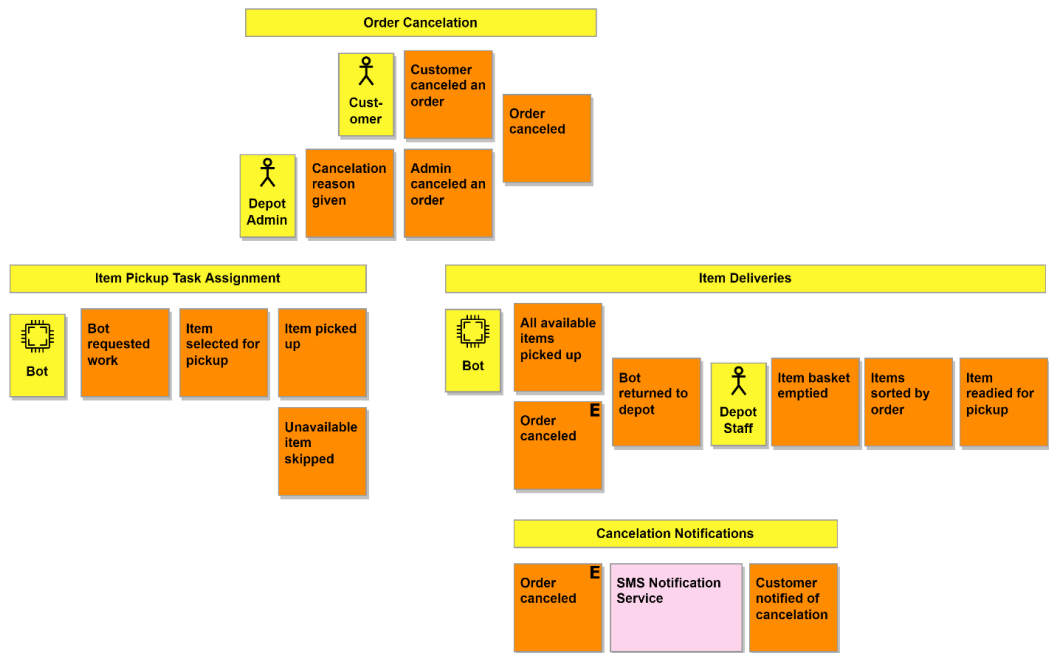 Order Cancelation
Cust-
omer
Customer
canceled an
order
Order
canceled
Depot
Admin
Cancelation
reason
given
Admin
canceled an
order
Item Pickup Task Assignment
Bot
Bot
requested
work
Item
selected for
pickup
Item picked
up
Unavailable
item
skipped
Item Deliveries
Bot
All available
items
picked up
E
Order
canceled
Bot
returned to
depot
Depot
Staff
Item basket
emptied
Items
sorted by
order
Item
readied for
pickup
Cancelation Notifications
E
Order
canceled
SMS Notification
Service
Customer
notified of
cancelation